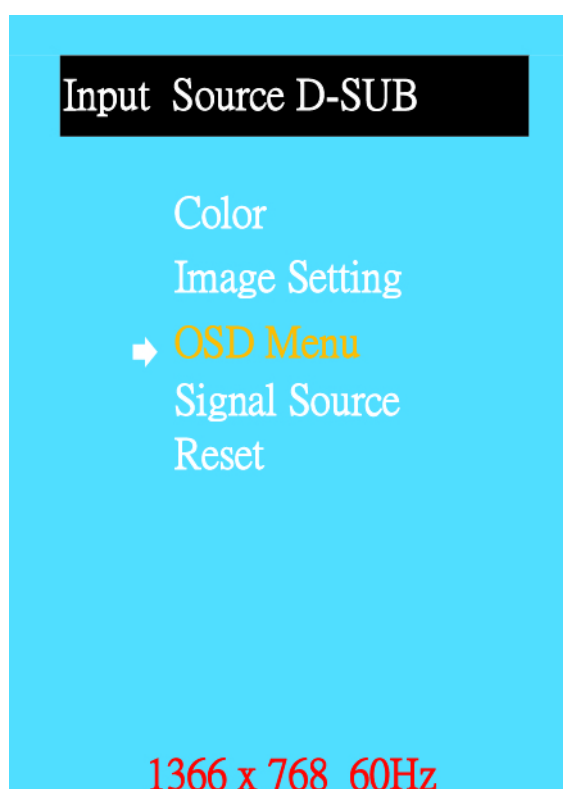 Input Source D-SUB
Color
Image Setting
OSD Menu
Signal Source
Reset
1366 x 768 60Hz